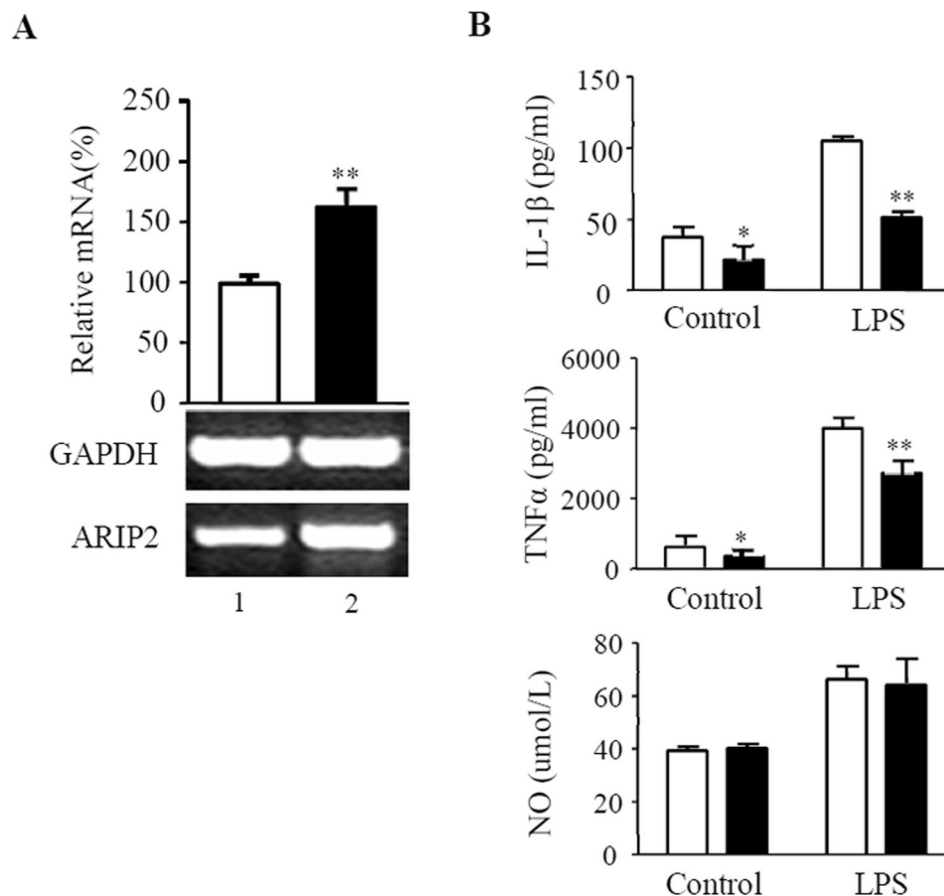 A
250
200
150
100
50
0
Relative mRNA(%)
**
GAPDH
ARIP2
1 2
B
IL-1β (pg/ml)
100
50
0
*
**
Control LPS
TNFα (pg/ml)
6000
4000
2000
0
*
**
Control LPS
NO (umol/L)
80
60
40
20
0
Control LPS